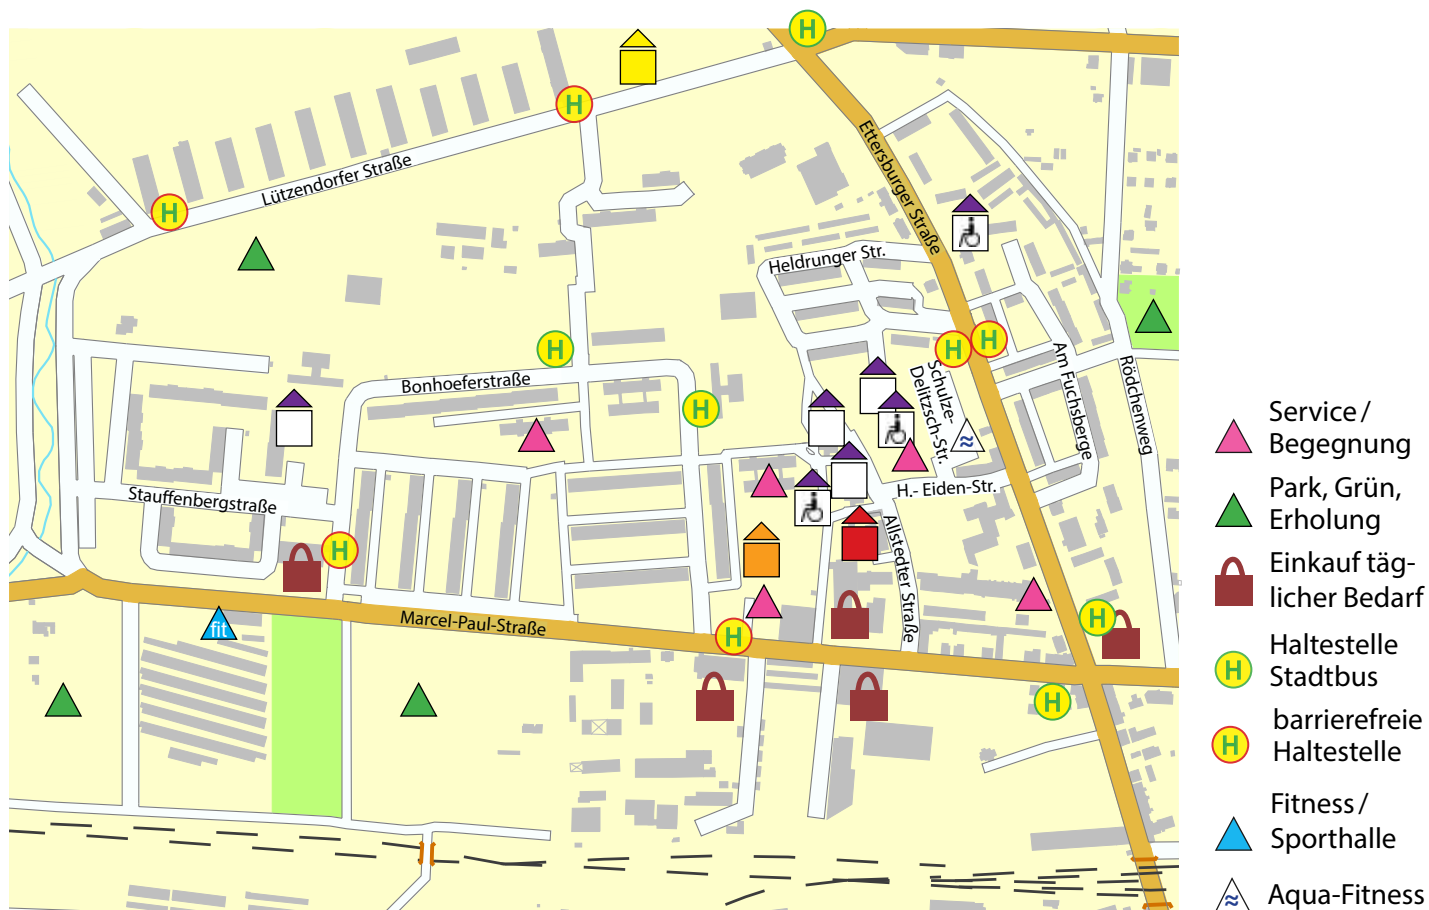 H
H
Ettersburger Straße
Lützendorfer Straße
H
Heldrunger Str.
H
H
H
Am Fuchsberge
Rödchenweg
Schulze-
Delitzsch-Str.
Bonhoeferstraße
H
Stauffenbergstraße
H.- Eiden-Str.
Allstedter Straße
H
fit
Marcel-Paul-Straße
H
H
H
Service /
Begegnung
Park, Grün,
Erholung
Einkauf täg-
licher Bedarf
H
Haltestelle
Stadtbus
H
barrierefreie
Haltestelle
Fitness /
Sporthalle
Aqua-Fitness